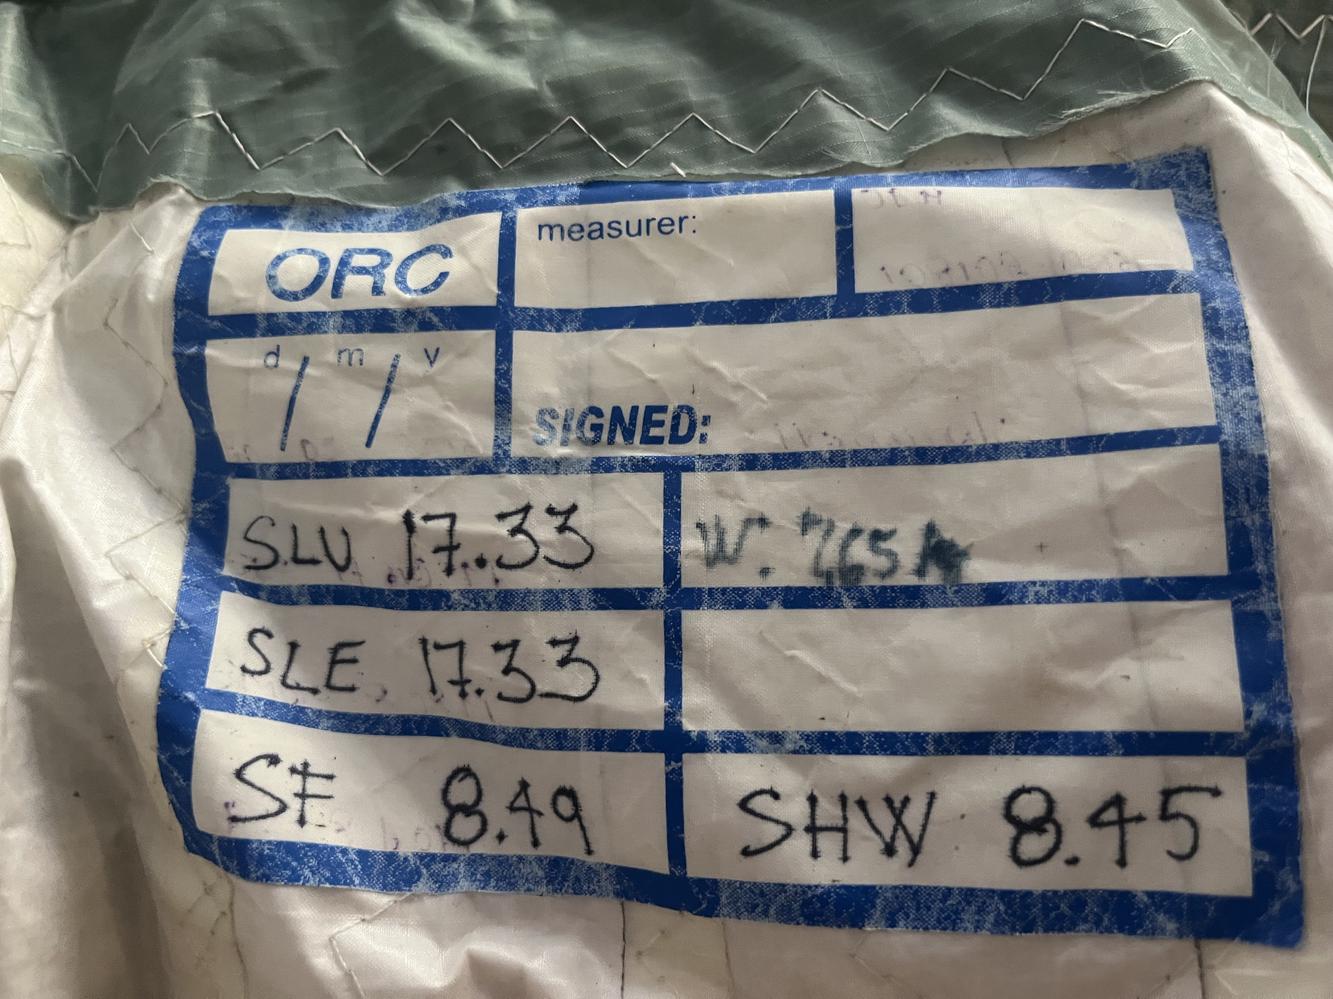 ORC
measurer:
d / m / y
SIGNED:
SLU 17.33
W.
SLE 17.33
SF 8.49
SHW 8.45